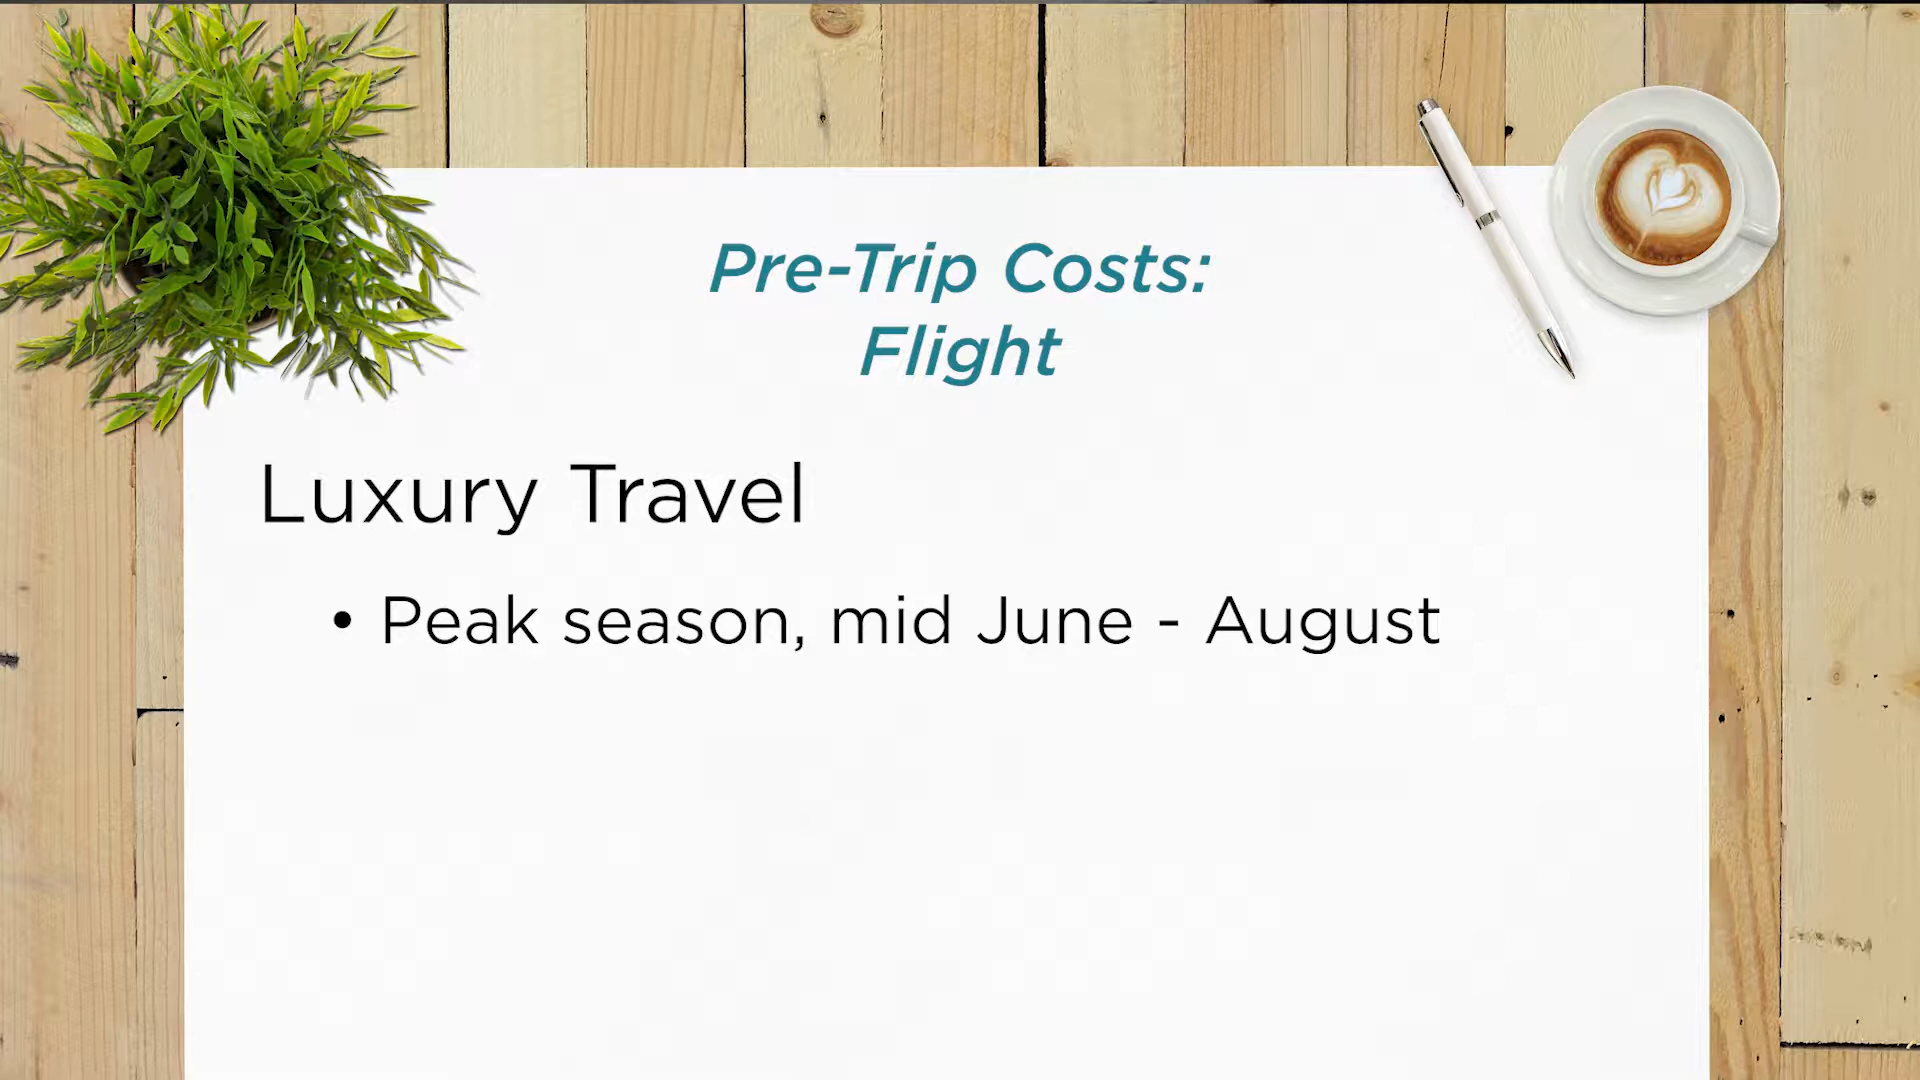 Pre-Trip Costs:
Flight
Luxury Travel
• Peak season, mid June - August